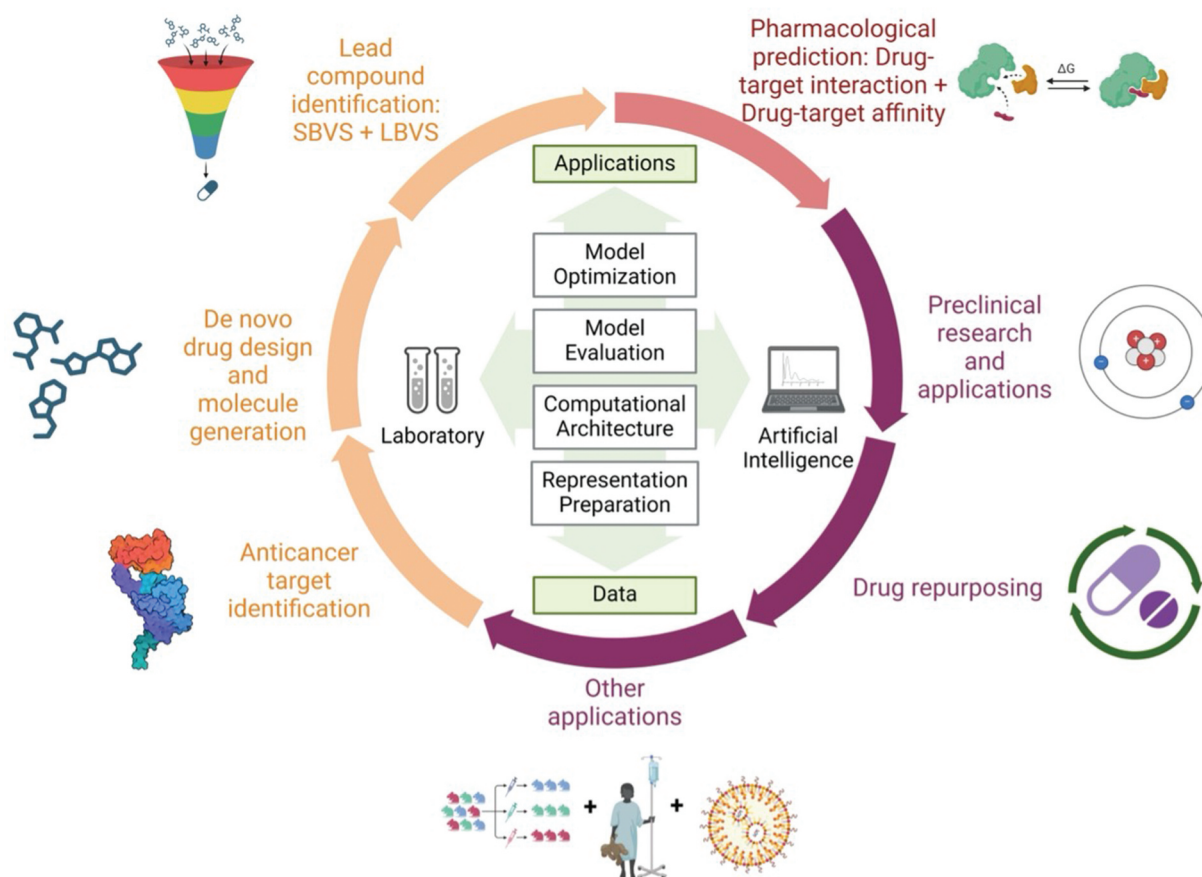 Lead
compound
identification:
SBVS + LBVS
Pharmacological
prediction: Drug-
target interaction +
Drug-target affinity
ΔG
Applications
Model
Optimization
Model
Evaluation
Computational
Architecture
Representation
Preparation
Data
Laboratory
Artificial
Intelligence
De novo
drug design
and
molecule
generation
Preclinical
research
and
applications
Anticancer
target
identification
Drug repurposing
Other
applications
+ +